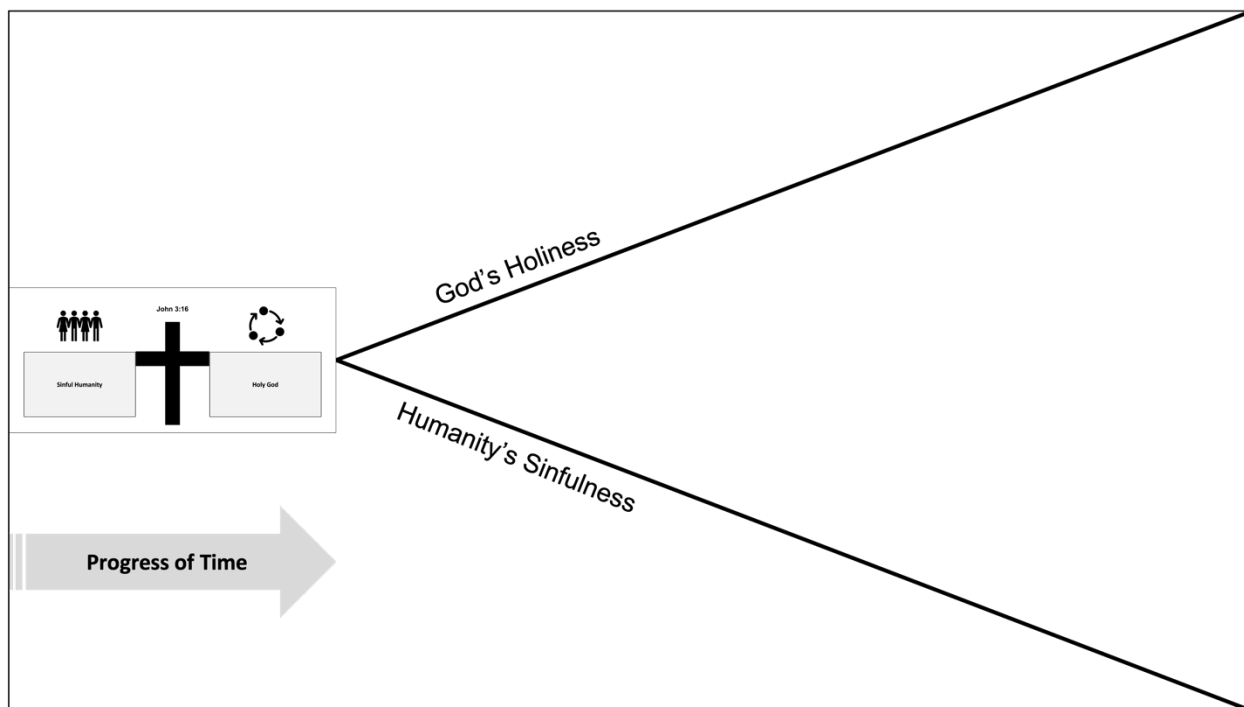 God’s Holiness
John 3:16
Sinful Humanity
Holy God
Humanity’s Sinfulness
Progress of Time